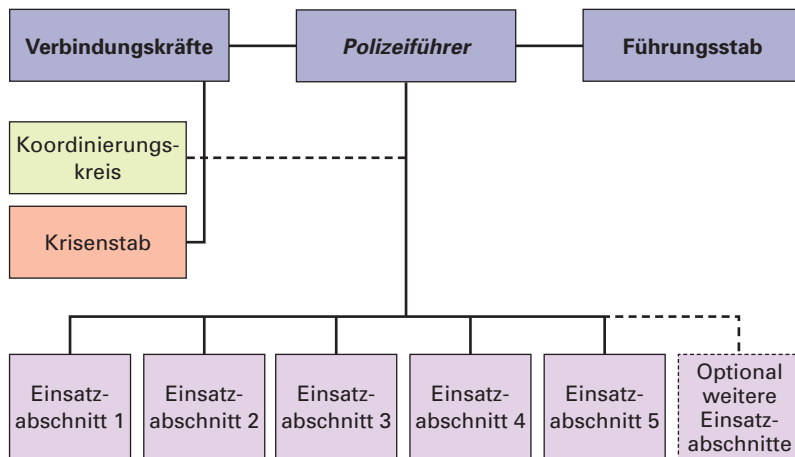 Verbindungskräfte
Polizeiführer
Führungsstab
Koordinierungs-
kreis
Krisenstab
Einsatz-
abschnitt 1
Einsatz-
abschnitt 2
Einsatz-
abschnitt 3
Einsatz-
abschnitt 4
Einsatz-
abschnitt 5
Optional
weitere
Einsatz-
abschnitte